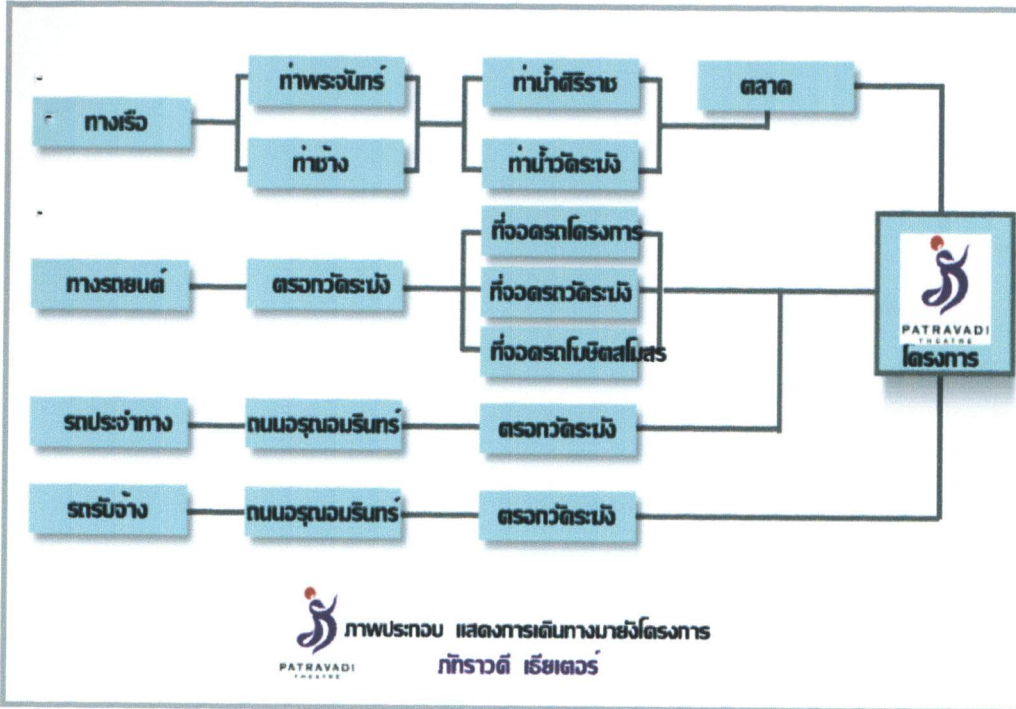 ท่าพระจันทร์ ท่าน้ำศิริราช ตลาด
ทางเรือ
ท่าช้าง ท่าน้ำวัดระฆัง
ที่จอดรถโครงการ
ทางรถยนต์ ตรอกวัดระฆัง ที่จอดรถวัดระฆัง
PATRAVADI
THEATRE
ที่จอดรถโฆษิตสโมสร โครงการ
รถประจำทาง ถนนอรุณอมรินทร์ ตรอกวัดระฆัง
รถรับจ้าง ถนนอรุณอมรินทร์ ตรอกวัดระฆัง
ภาพประกอบ แสดงการเดินทางมายังโครงการ
PATRAVADI
THEATRE
ภัทราวดี เธียเตอร์